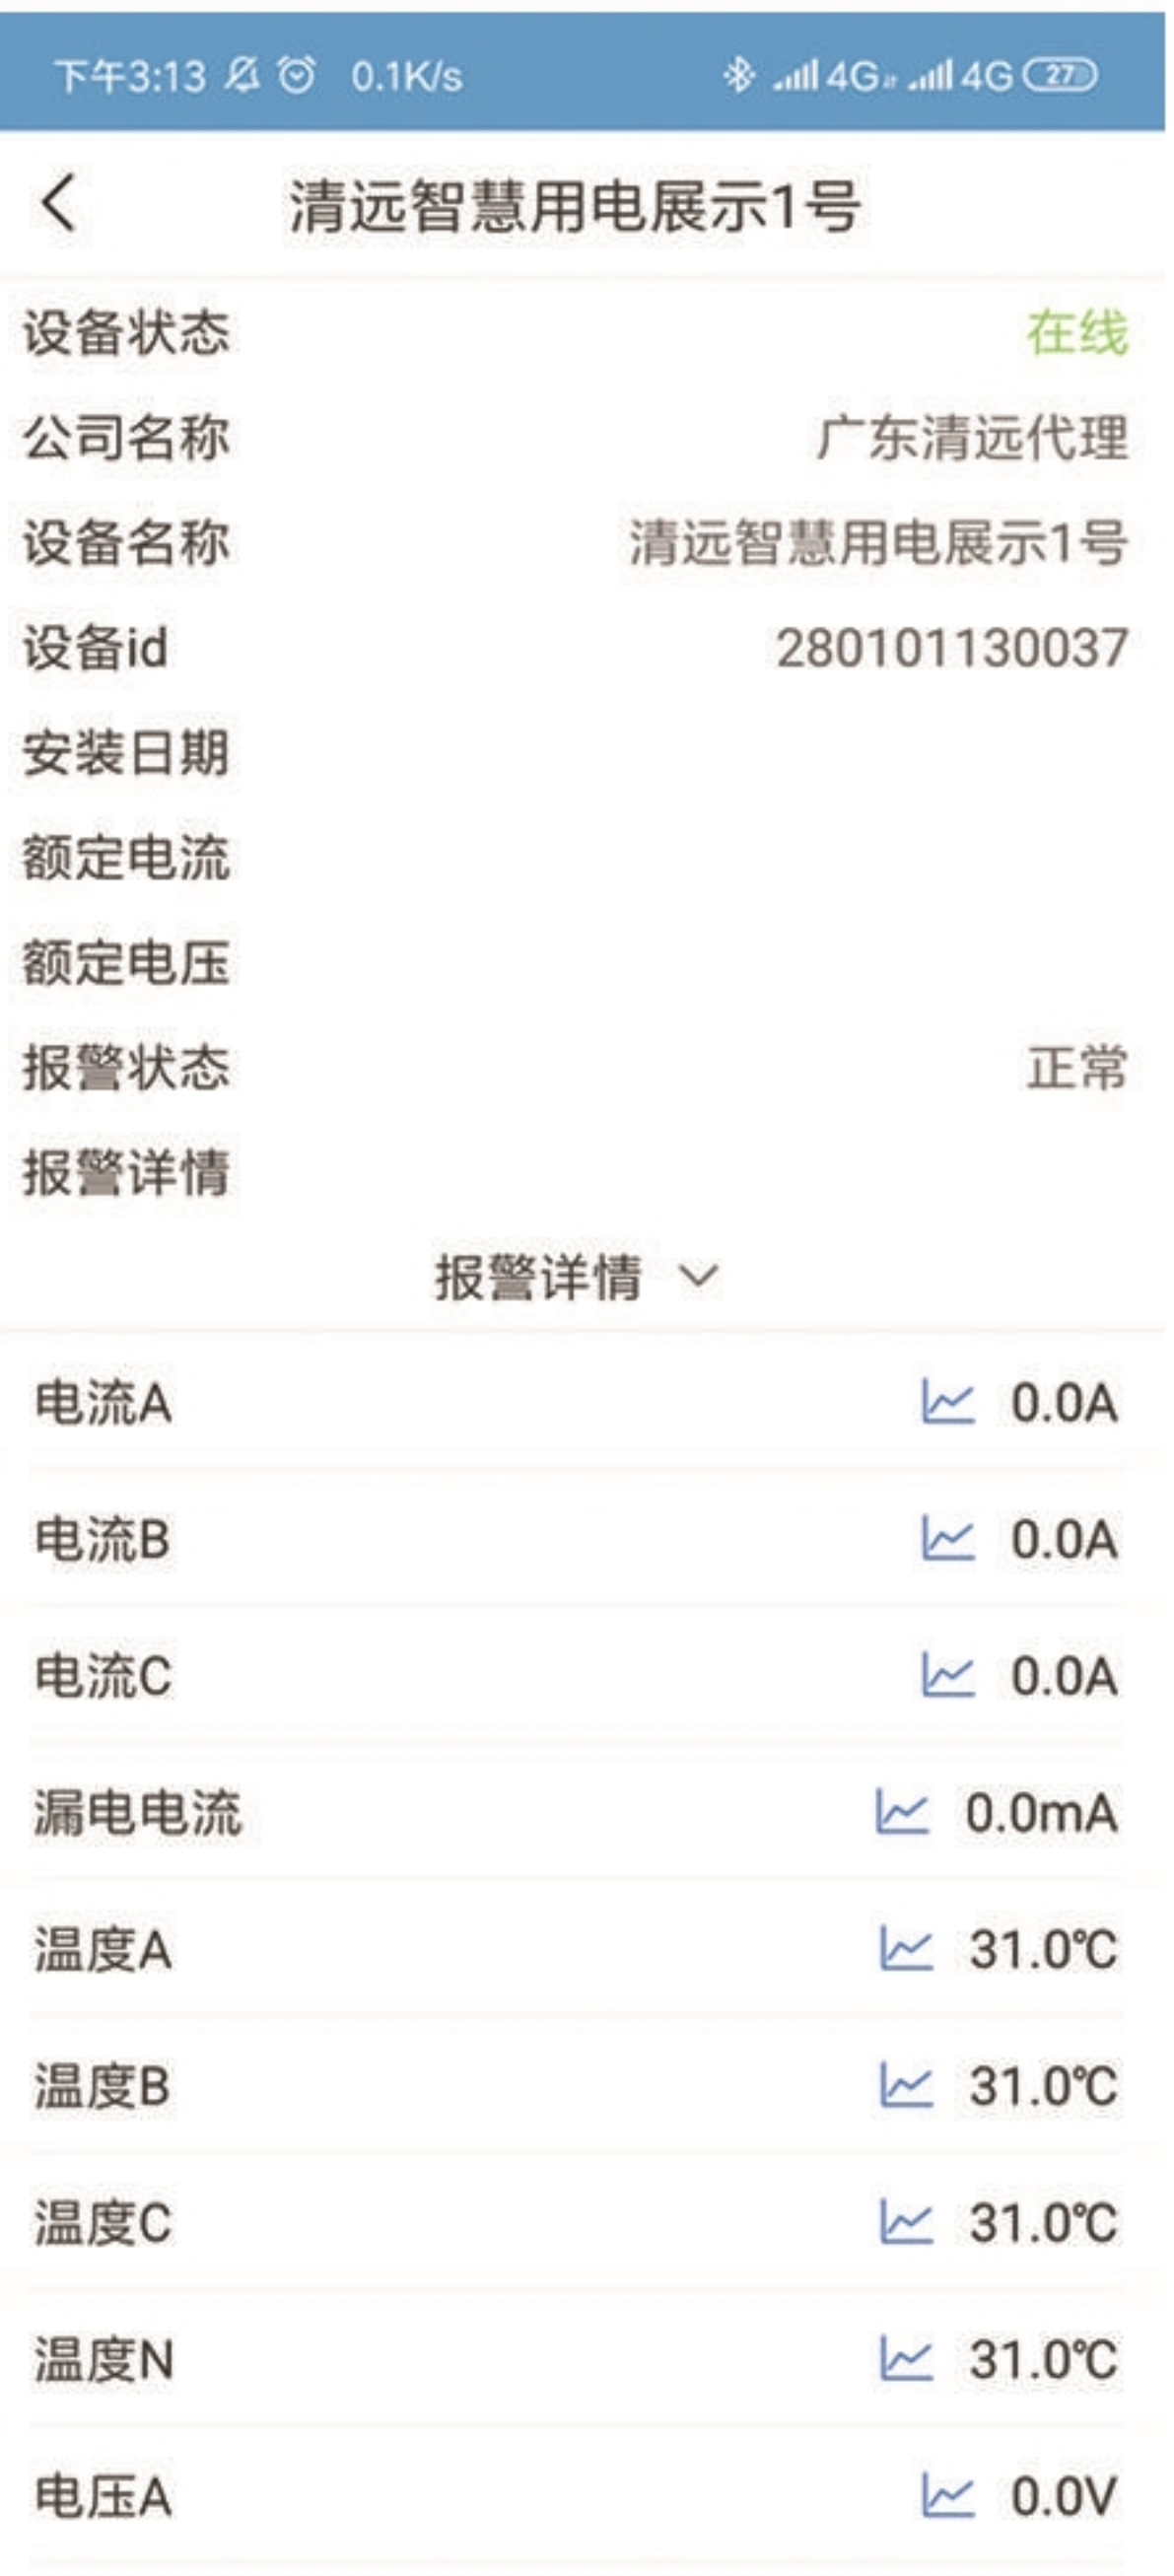 下午3:13 0.1K/s 4G 4G 27
清远智慧用电展示1号
设备状态 在线
公司名称 广东清远代理
设备名称 清远智慧用电展示1号
设备id 280101130037
安装日期
额定电流
额定电压
报警状态 正常
报警详情
报警详情
电流A 0.0A
电流B 0.0A
电流C 0.0A
漏电电流 0.0mA
温度A 31.0℃
温度B 31.0℃
温度C 31.0℃
温度N 31.0℃
电压A 0.0V